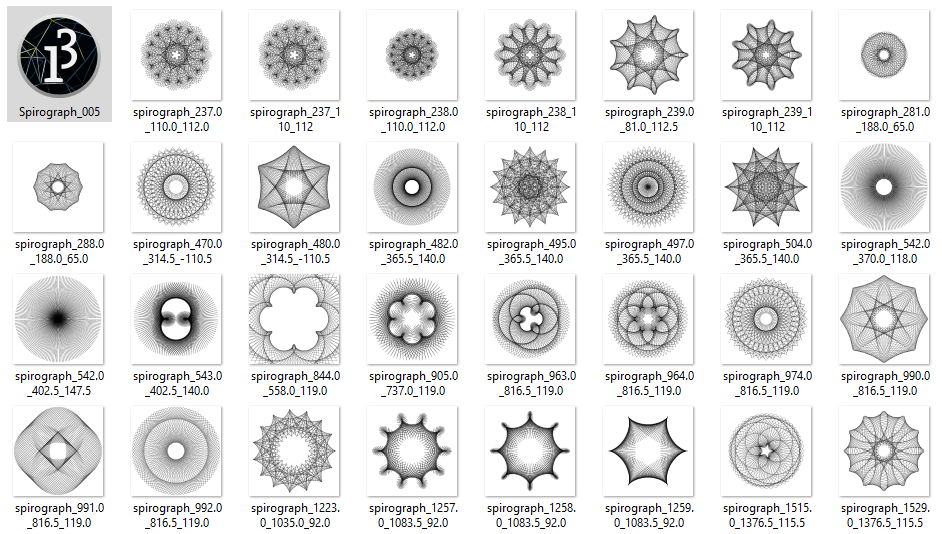 p3
Spirograph_005
spirograph_237.0
_110.0_112.0
spirograph_237_1
10_112
spirograph_238.0
_110.0_112.0
spirograph_238_1
10_112
spirograph_239.0
_81.0_112.5
spirograph_239_1
10_112
spirograph_281.0
_188.0_65.0
spirograph_288.0
_188.0_65.0
spirograph_470.0
_314.5_-110.5
spirograph_480.0
_314.5_-110.5
spirograph_482.0
_365.5_140.0
spirograph_495.0
_365.5_140.0
spirograph_497.0
_365.5_140.0
spirograph_504.0
_365.5_140.0
spirograph_542.0
_370.0_118.0
spirograph_542.0
_402.5_147.5
spirograph_543.0
_402.5_140.0
spirograph_844.0
_558.0_119.0
spirograph_905.0
_737.0_119.0
spirograph_963.0
_816.5_119.0
spirograph_964.0
_816.5_119.0
spirograph_974.0
_816.5_119.0
spirograph_990.0
_816.5_119.0
spirograph_991.0
_816.5_119.0
spirograph_992.0
_816.5_119.0
spirograph_1223.
0_1035.0_92.0
spirograph_1257.
0_1083.5_92.0
spirograph_1258.
0_1083.5_92.0
spirograph_1259.
0_1083.5_92.0
spirograph_1515.
0_1376.5_115.5
spirograph_1529.
0_1376.5_115.5